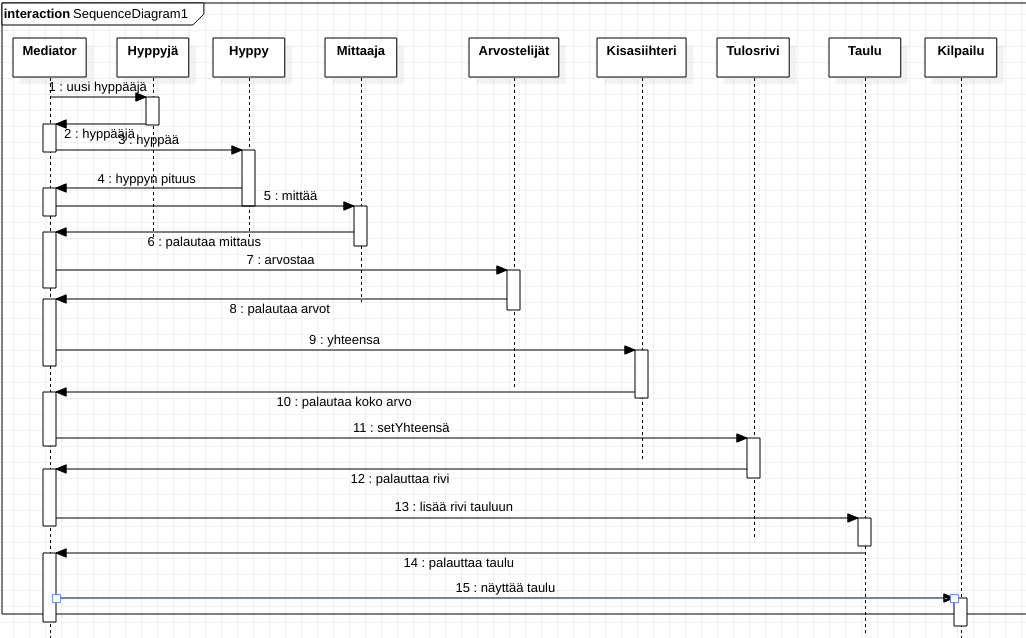 interaction SequenceDiagram1
Mediator
Hyppyjä
Hyppy
Mittaaja
Arvostelijät
Kisasiihteri
Tulosrivi
Taulu
Kilpailu
1 : uusi hyppääjä
2 : hyppääjä
3 : hyppää
4 : hyppyn pituus
5 : mittää
6 : palautaa mittaus
7 : arvostaa
8 : palautaa arvot
9 : yhteensa
10 : palautaa koko arvo
11 : setYhteensä
12 : palauttaa rivi
13 : lisää rivi tauluun
14 : palauttaa taulu
15 : näyttää taulu